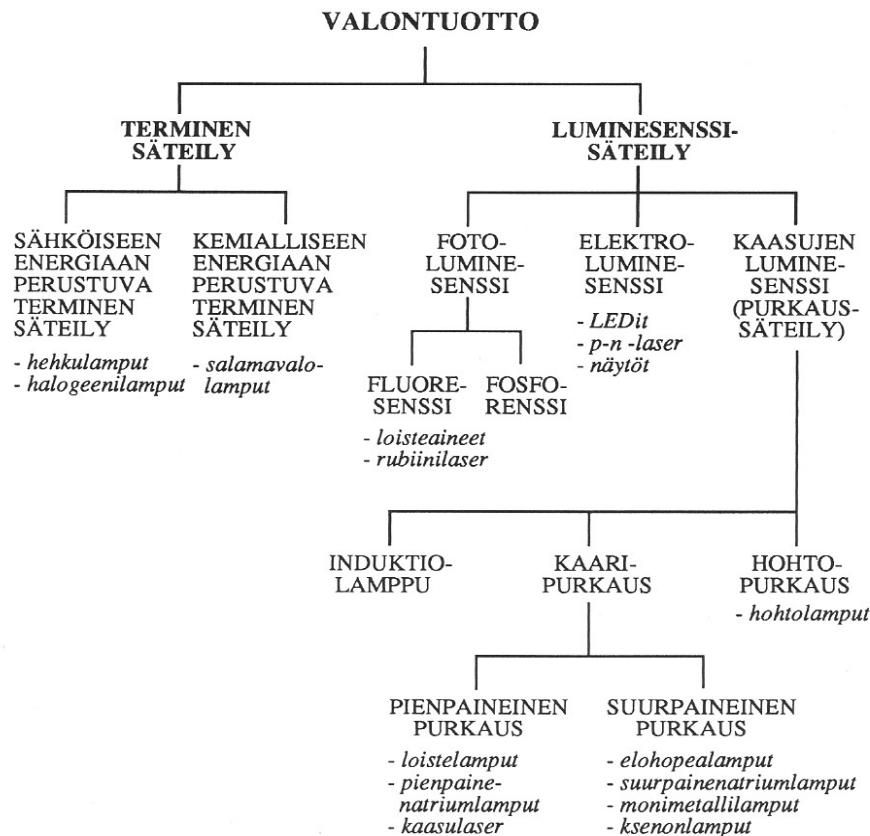 VALONTUOTTO
TERMINEN
SÄTEILY
LUMINESENSSI-
SÄTEILY
SÄHKÖISEEN
ENERGIAAN
PERUSTUVA
TERMINEN
SÄTEILY
- hehkulamput
- halogeenilamput
KEMIALLISEEN
ENERGIAAN
PERUSTUVA
TERMINEN
SÄTEILY
- salamavalo-
lamput
FOTO-
LUMINE-
SENSSI
FLUORE-
SENSSI
- loisteaineet
- rubiinilaser
FOSFO-
RENSSI
ELEKTRO-
LUMINE-
SENSSI
- LEDit
- p-n -laser
- näytöt
KAASUJEN
LUMINE-
SENSSI
(PURKAUS-
SÄTEILY)
INDUKTIO-
LAMPPU
KAARI-
PURKAUS
HOHTO-
PURKAUS
- hohtolamput
PIENPAINEINEN
PURKAUS
- loistelamput
- pienpaine-
natriumlamput
- kaasulaser
SUURPAINEINEN
PURKAUS
- elohopealamput
- suurpainenatriumlamput
- monimetallilamput
- ksenonlamput